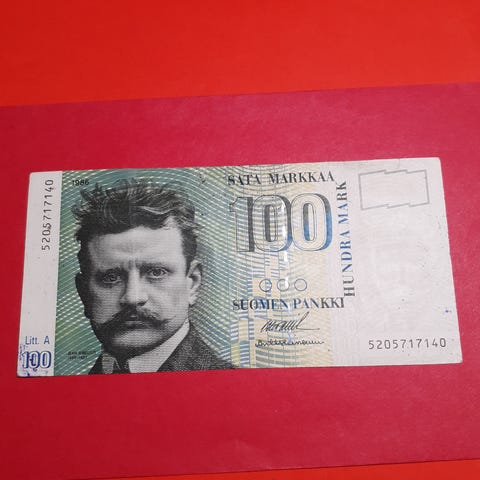 1986
SATA MARKKAA
100
HUNDRA MARK
SUOMEN PANKKI
5205717140
Litt. A
100
5205717140